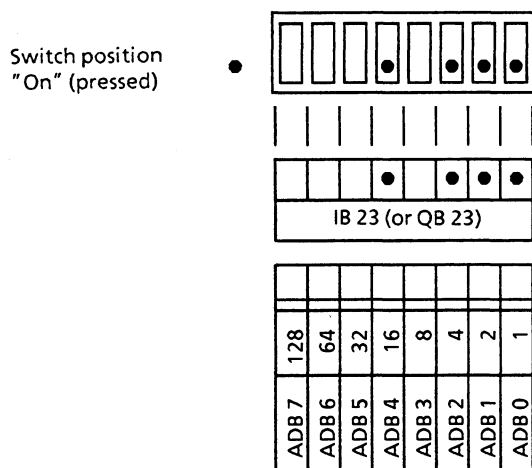 Switch position
"On" (pressed)
IB 23 (or QB 23)
128 64 32 16 8 4 2 1
ADB 7 ADB 6 ADB 5 ADB 4 ADB 3 ADB 2 ADB 1 ADB 0